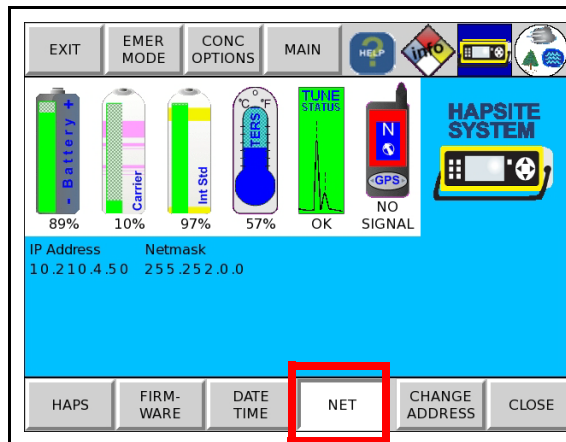 EXIT
EMER
MODE
CONC
OPTIONS
MAIN
HELP
info
- Battery +
Carrier
Int Std
°C °F
TERS
TUNE
STATUS
N
GPS
HAPSITE
SYSTEM
89%
10%
97%
57%
OK
NO
SIGNAL
IP Address Netmask
10.210.4.50 255.252.0.0
HAPS
FIRM-
WARE
DATE
TIME
NET
CHANGE
ADDRESS
CLOSE